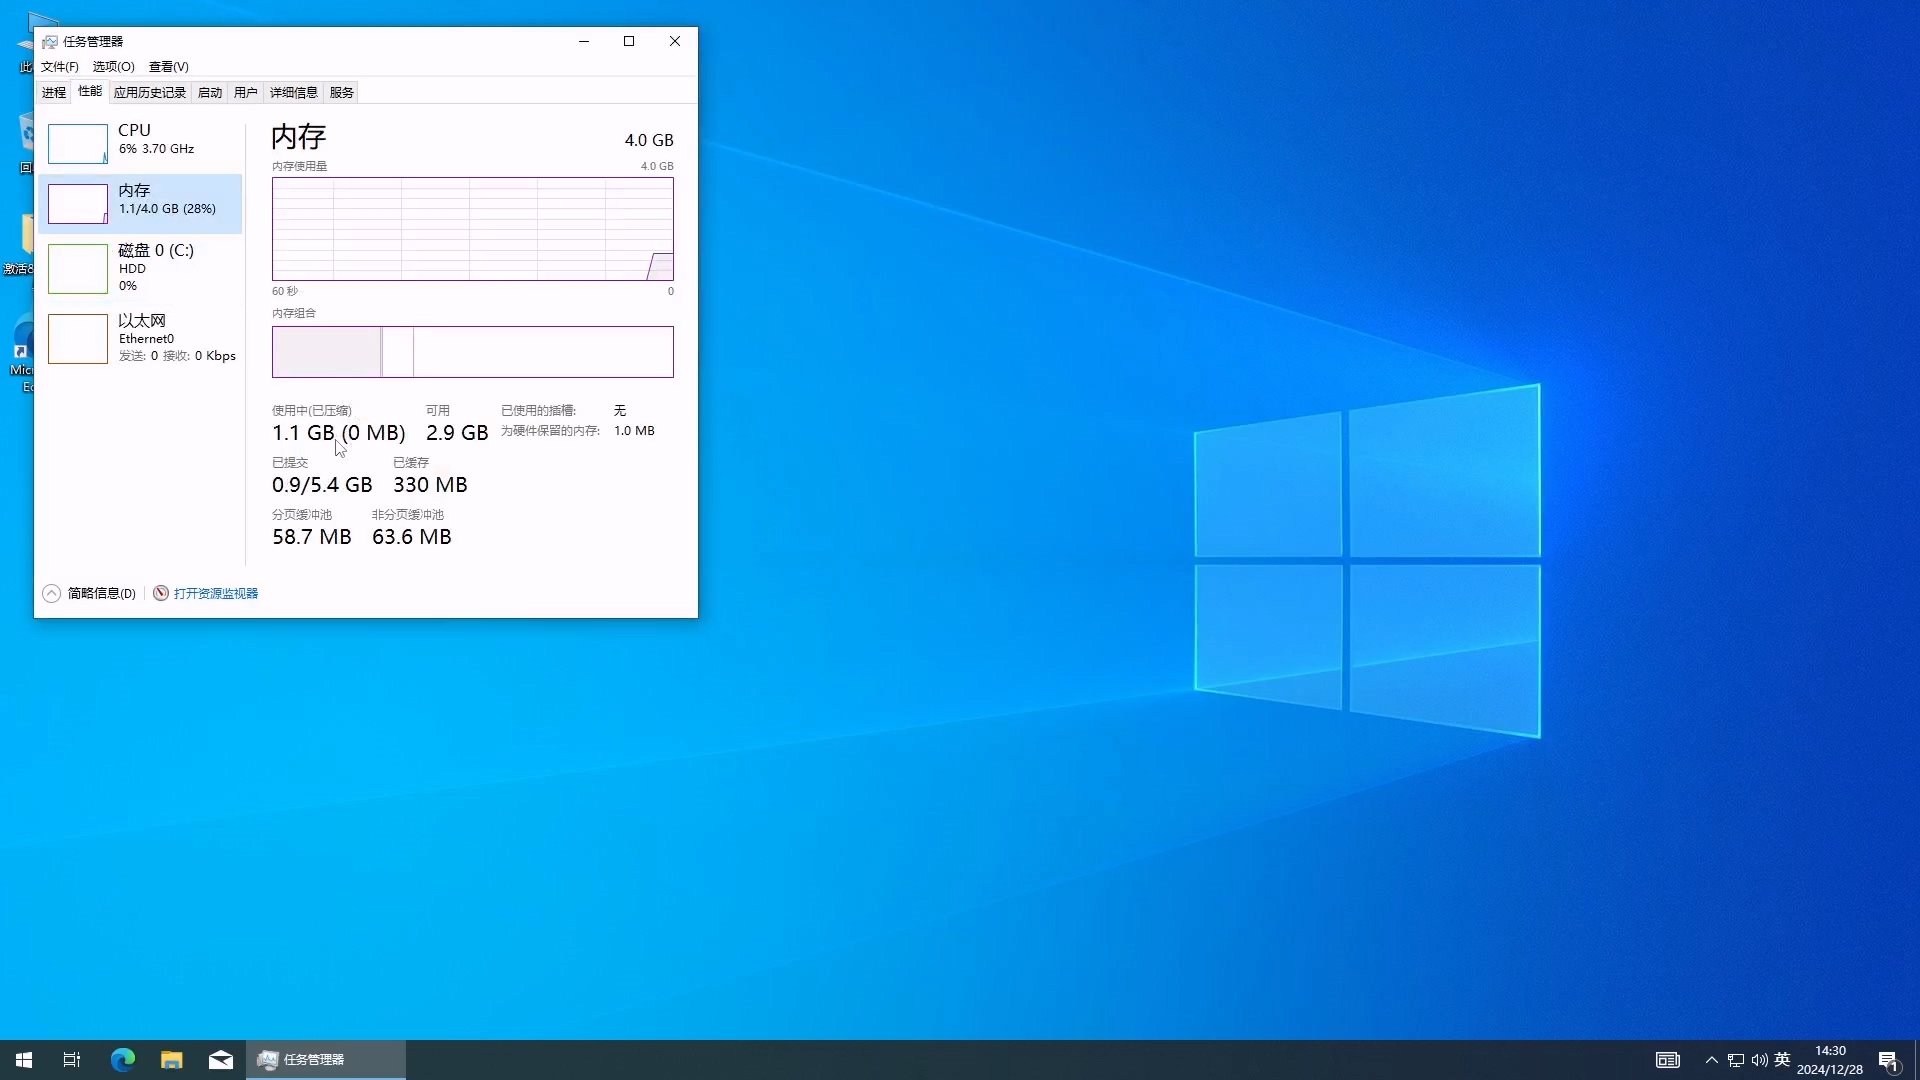 任务管理器
文件(F) 选项(O) 查看(V)
进程 性能 应用历史记录 启动 用户 详细信息 服务
CPU
6% 3.70 GHz
内存
1.1/4.0 GB (28%)
磁盘 0 (C:)
HDD
0%
以太网
Ethernet0
发送: 0 接收: 0 Kbps
内存 4.0 GB
内存使用量 4.0 GB
60 秒 0
内存组合
使用中(已压缩) 可用 已使用的插槽: 无
1.1 GB (0 MB) 2.9 GB 为硬件保留的内存: 1.0 MB
已提交 已缓存
0.9/5.4 GB 330 MB
分页缓冲池 非分页缓冲池
58.7 MB 63.6 MB
简略信息(D) 打开资源监视器
此
回
激活&
Mic
Ed
任务管理器
英
14:30
2024/12/28
1